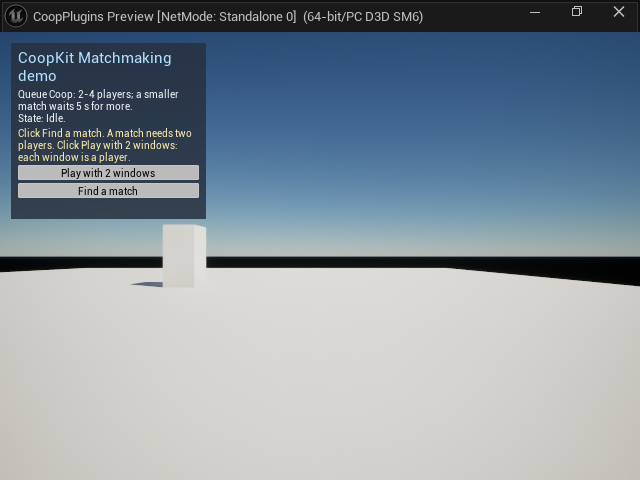 CoopPlugins Preview [NetMode: Standalone 0] (64-bit/PC D3D SM6)
CoopKit Matchmaking
demo
Queue Coop: 2-4 players; a smaller
match waits 5 s for more.
State: Idle.
Click Find a match. A match needs two
players. Click Play with 2 windows:
each window is a player.
Play with 2 windows
Find a match